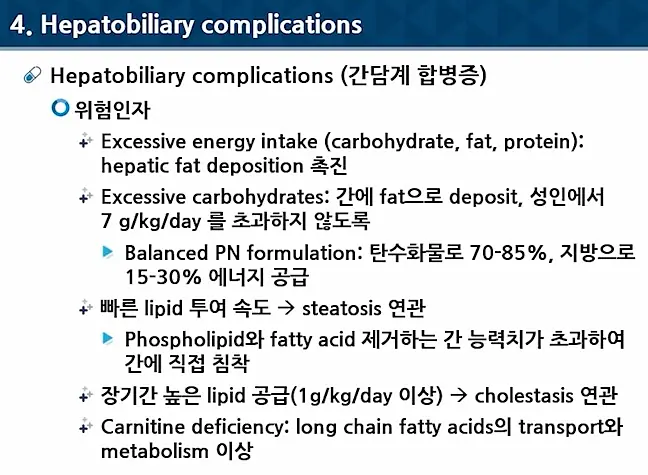 4. Hepatobiliary complications
Hepatobiliary complications (간담계 합병증)
위험인자
Excessive energy intake (carbohydrate, fat, protein):
hepatic fat deposition 촉진
Excessive carbohydrates: 간에 fat으로 deposit, 성인에서
7 g/kg/day 를 초과하지 않도록
Balanced PN formulation: 탄수화물로 70-85%, 지방으로
15-30% 에너지 공급
빠른 lipid 투여 속도 → steatosis 연관
Phospholipid와 fatty acid 제거하는 간 능력치가 초과하여
간에 직접 침착
장기간 높은 lipid 공급(1g/kg/day 이상) → cholestasis 연관
Carnitine deficiency: long chain fatty acids의 transport와
metabolism 이상